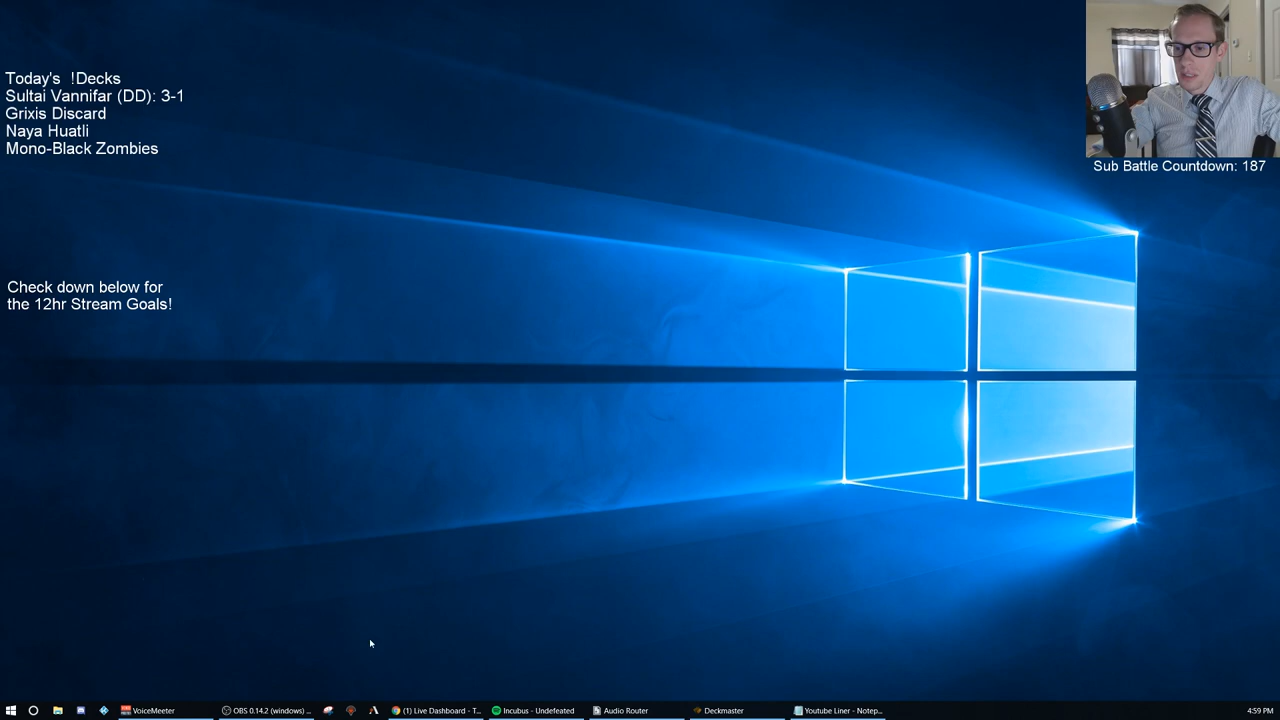 Today's !Decks
Sultai Vannifar (DD): 3-1
Grixis Discard
Naya Huatli
Mono-Black Zombies
Sub Battle Countdown: 187
Check down below for
the 12hr Stream Goals!
VoiceMeeter
OBS 0.14.2 (windows) ...
(1) Live Dashboard - T...
Incubus - Undefeated
Audio Router
Deckmaster
Youtube Liner - Notep...
4:59 PM